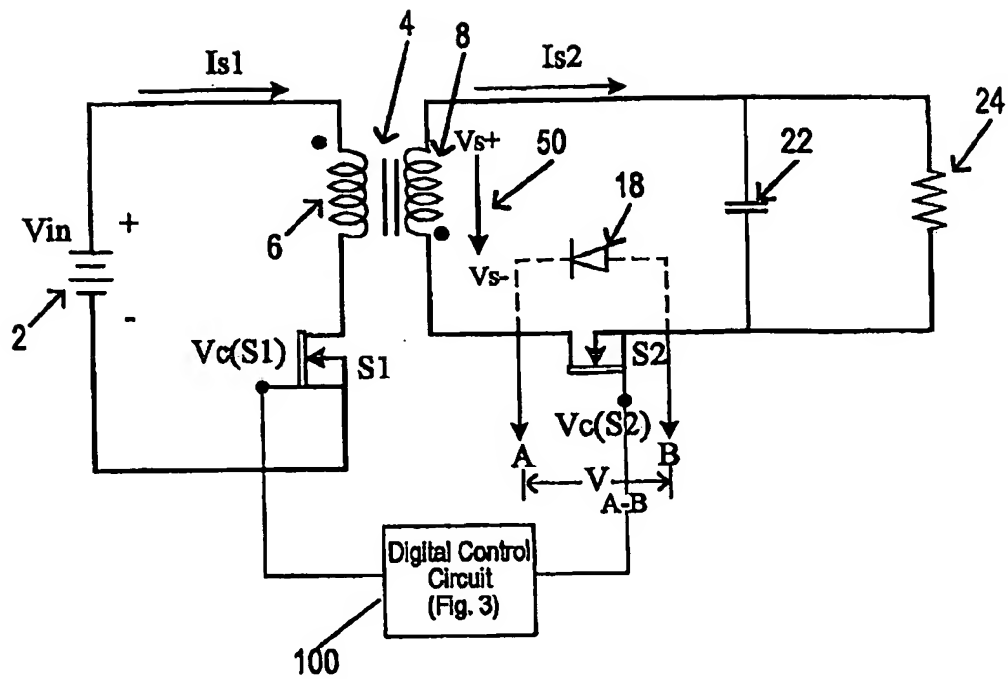 4
8
Is1
Is2
24
Vs+
50
22
18
6
Vin
+
-
2
Vs-
Vc(S1)
S1
S2
Vc(S2)
A
B
V
A-B
Digital Control
Circuit
(Fig. 3)
100